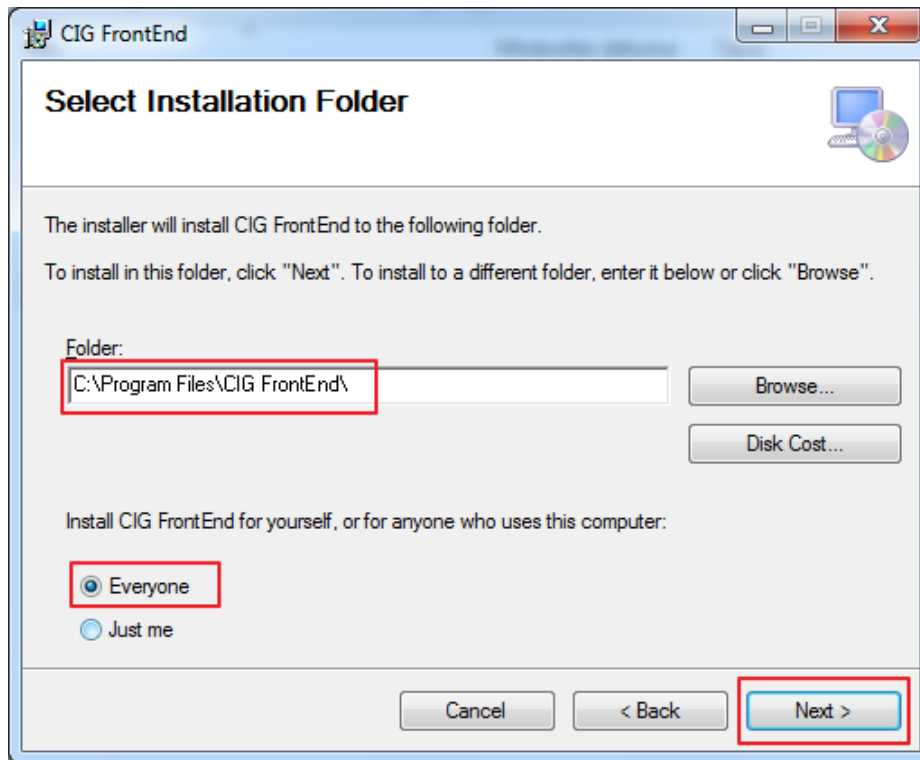 CIG FrontEnd
Select Installation Folder
The installer will install CIG FrontEnd to the following folder.
To install in this folder, click "Next". To install to a different folder, enter it below or click "Browse".
Folder:
C:\Program Files\CIG FrontEnd\
Browse...
Disk Cost...
Install CIG FrontEnd for yourself, or for anyone who uses this computer:
Everyone
Just me
Cancel
< Back
Next >